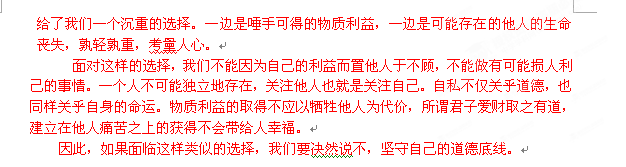 给了我们一个沉重的选择。一边是唾手可得的物质利益，一边可能存在的他人的生命
丧失，孰轻孰重，考量人心。
面对这样的选择，我们不能因为自己的利益而置他人于不顾，不能做有可能损人利
己的事情。一个人不可能独立地存在，关注他人也就是关注自己。自私不仅关乎道德，也
同样关乎自身的命运。物质利益的取得不应以牺牲他人为代价，所谓君子爱财取之有道，
建立在他人痛苦之上的获得不会带给人幸福。
因此，如果面临这样类似的选择，我们要决然说不，坚守自己的道德底线。